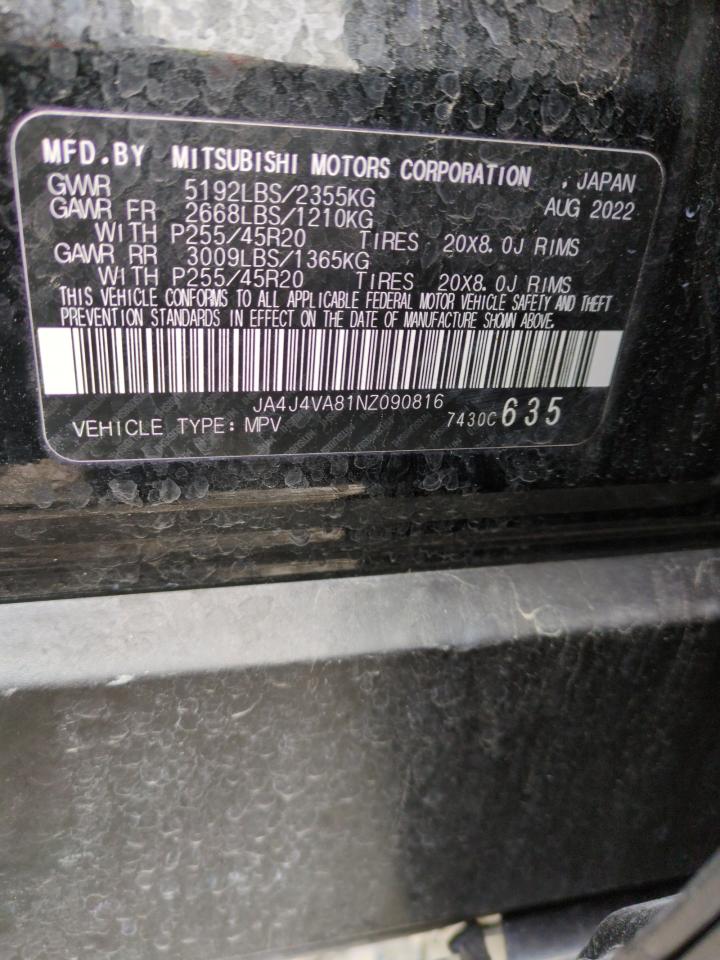 MFD.BY MITSUBISHI MOTORS CORPORATION , JAPAN
GVWR 5192LBS/2355KG AUG 2022
GAWR FR 2668LBS/1210KG
WITH P255/45R20 TIRES 20X8.0J RIMS
GAWR RR 3009LBS/1365KG
WITH P255/45R20 TIRES 20X8.0J RIMS
THIS VEHICLE CONFORMS TO ALL APPLICABLE FEDERAL MOTOR VEHICLE SAFETY AND THEFT
PREVENTION STANDARDS IN EFFECT ON THE DATE OF MANUFACTURE SHOWN ABOVE.
JA4J4VA81NZ090816
VEHICLE TYPE: MPV 7430C 635